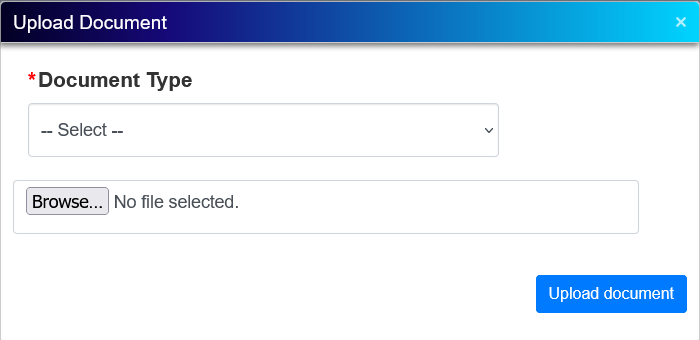 Upload Document ×
*Document Type
-- Select --
Browse... No file selected.
Upload document